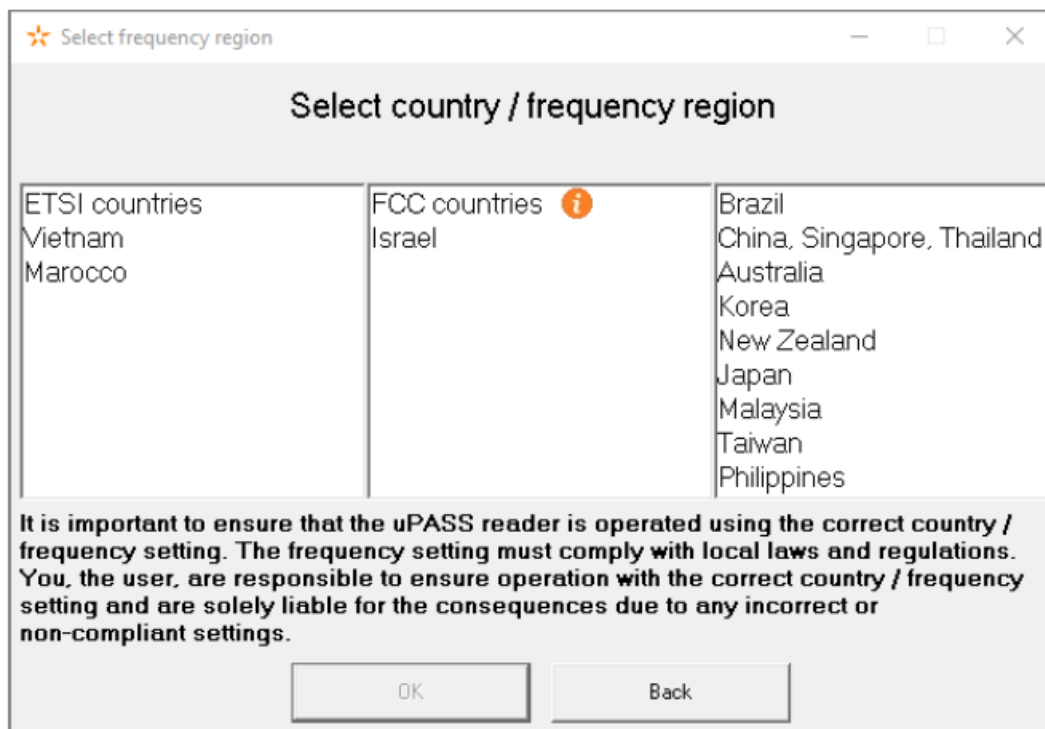 Select frequency region
Select country / frequency region
ETSI countries
Vietnam
Marocco
FCC countries
Israel
Brazil
China, Singapore, Thailand
Australia
Korea
New Zealand
Japan
Malaysia
Taiwan
Philippines
It is important to ensure that the uPASS reader is operated using the correct country /
frequency setting. The frequency setting must comply with local laws and regulations.
You, the user, are responsible to ensure operation with the correct country / frequency
setting and are solely liable for the consequences due to any incorrect or
non-compliant settings.
OK
Back